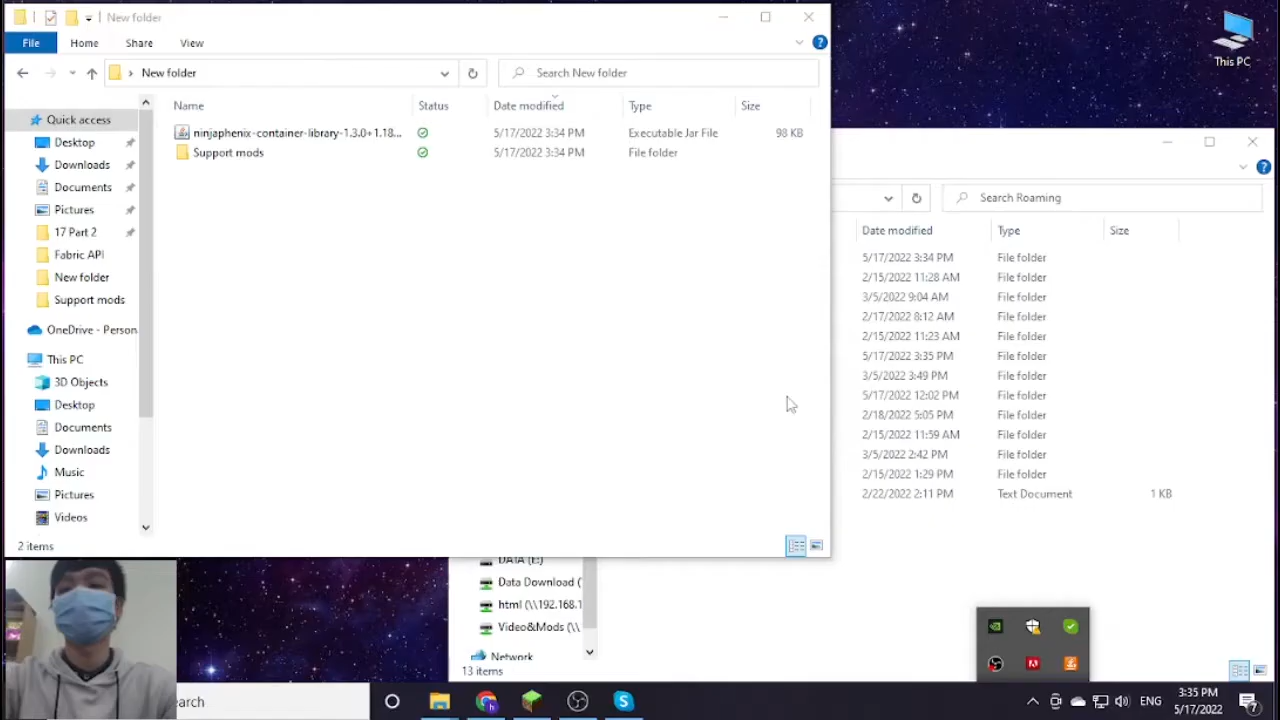 New folder
File Home Share View
New folder Search New folder
Name Status Date modified Type Size
Quick access
Desktop
Downloads
Documents
Pictures
17 Part 2
Fabric API
New folder
Support mods
OneDrive - Person
This PC
3D Objects
Desktop
Documents
Downloads
Music
Pictures
Videos
ninjaphenix-container-library-1.3.0+1.18... 5/17/2022 3:34 PM Executable Jar File 98 KB
Support mods 5/17/2022 3:34 PM File folder
2 items
This PC
Search Roaming
Date modified Type Size
5/17/2022 3:34 PM File folder
2/15/2022 11:28 AM File folder
3/5/2022 9:04 AM File folder
2/17/2022 8:12 AM File folder
2/15/2022 11:23 AM File folder
5/17/2022 3:35 PM File folder
3/5/2022 3:49 PM File folder
5/17/2022 12:02 PM File folder
2/18/2022 5:05 PM File folder
2/15/2022 11:59 AM File folder
3/5/2022 2:42 PM File folder
2/15/2022 1:29 PM File folder
2/22/2022 2:11 PM Text Document 1 KB
DATA (E:)
Data Download (
html (\\192.168.1
Video&Mods (\\
Network
13 items
earch
ENG
3:35 PM
5/17/2022
7